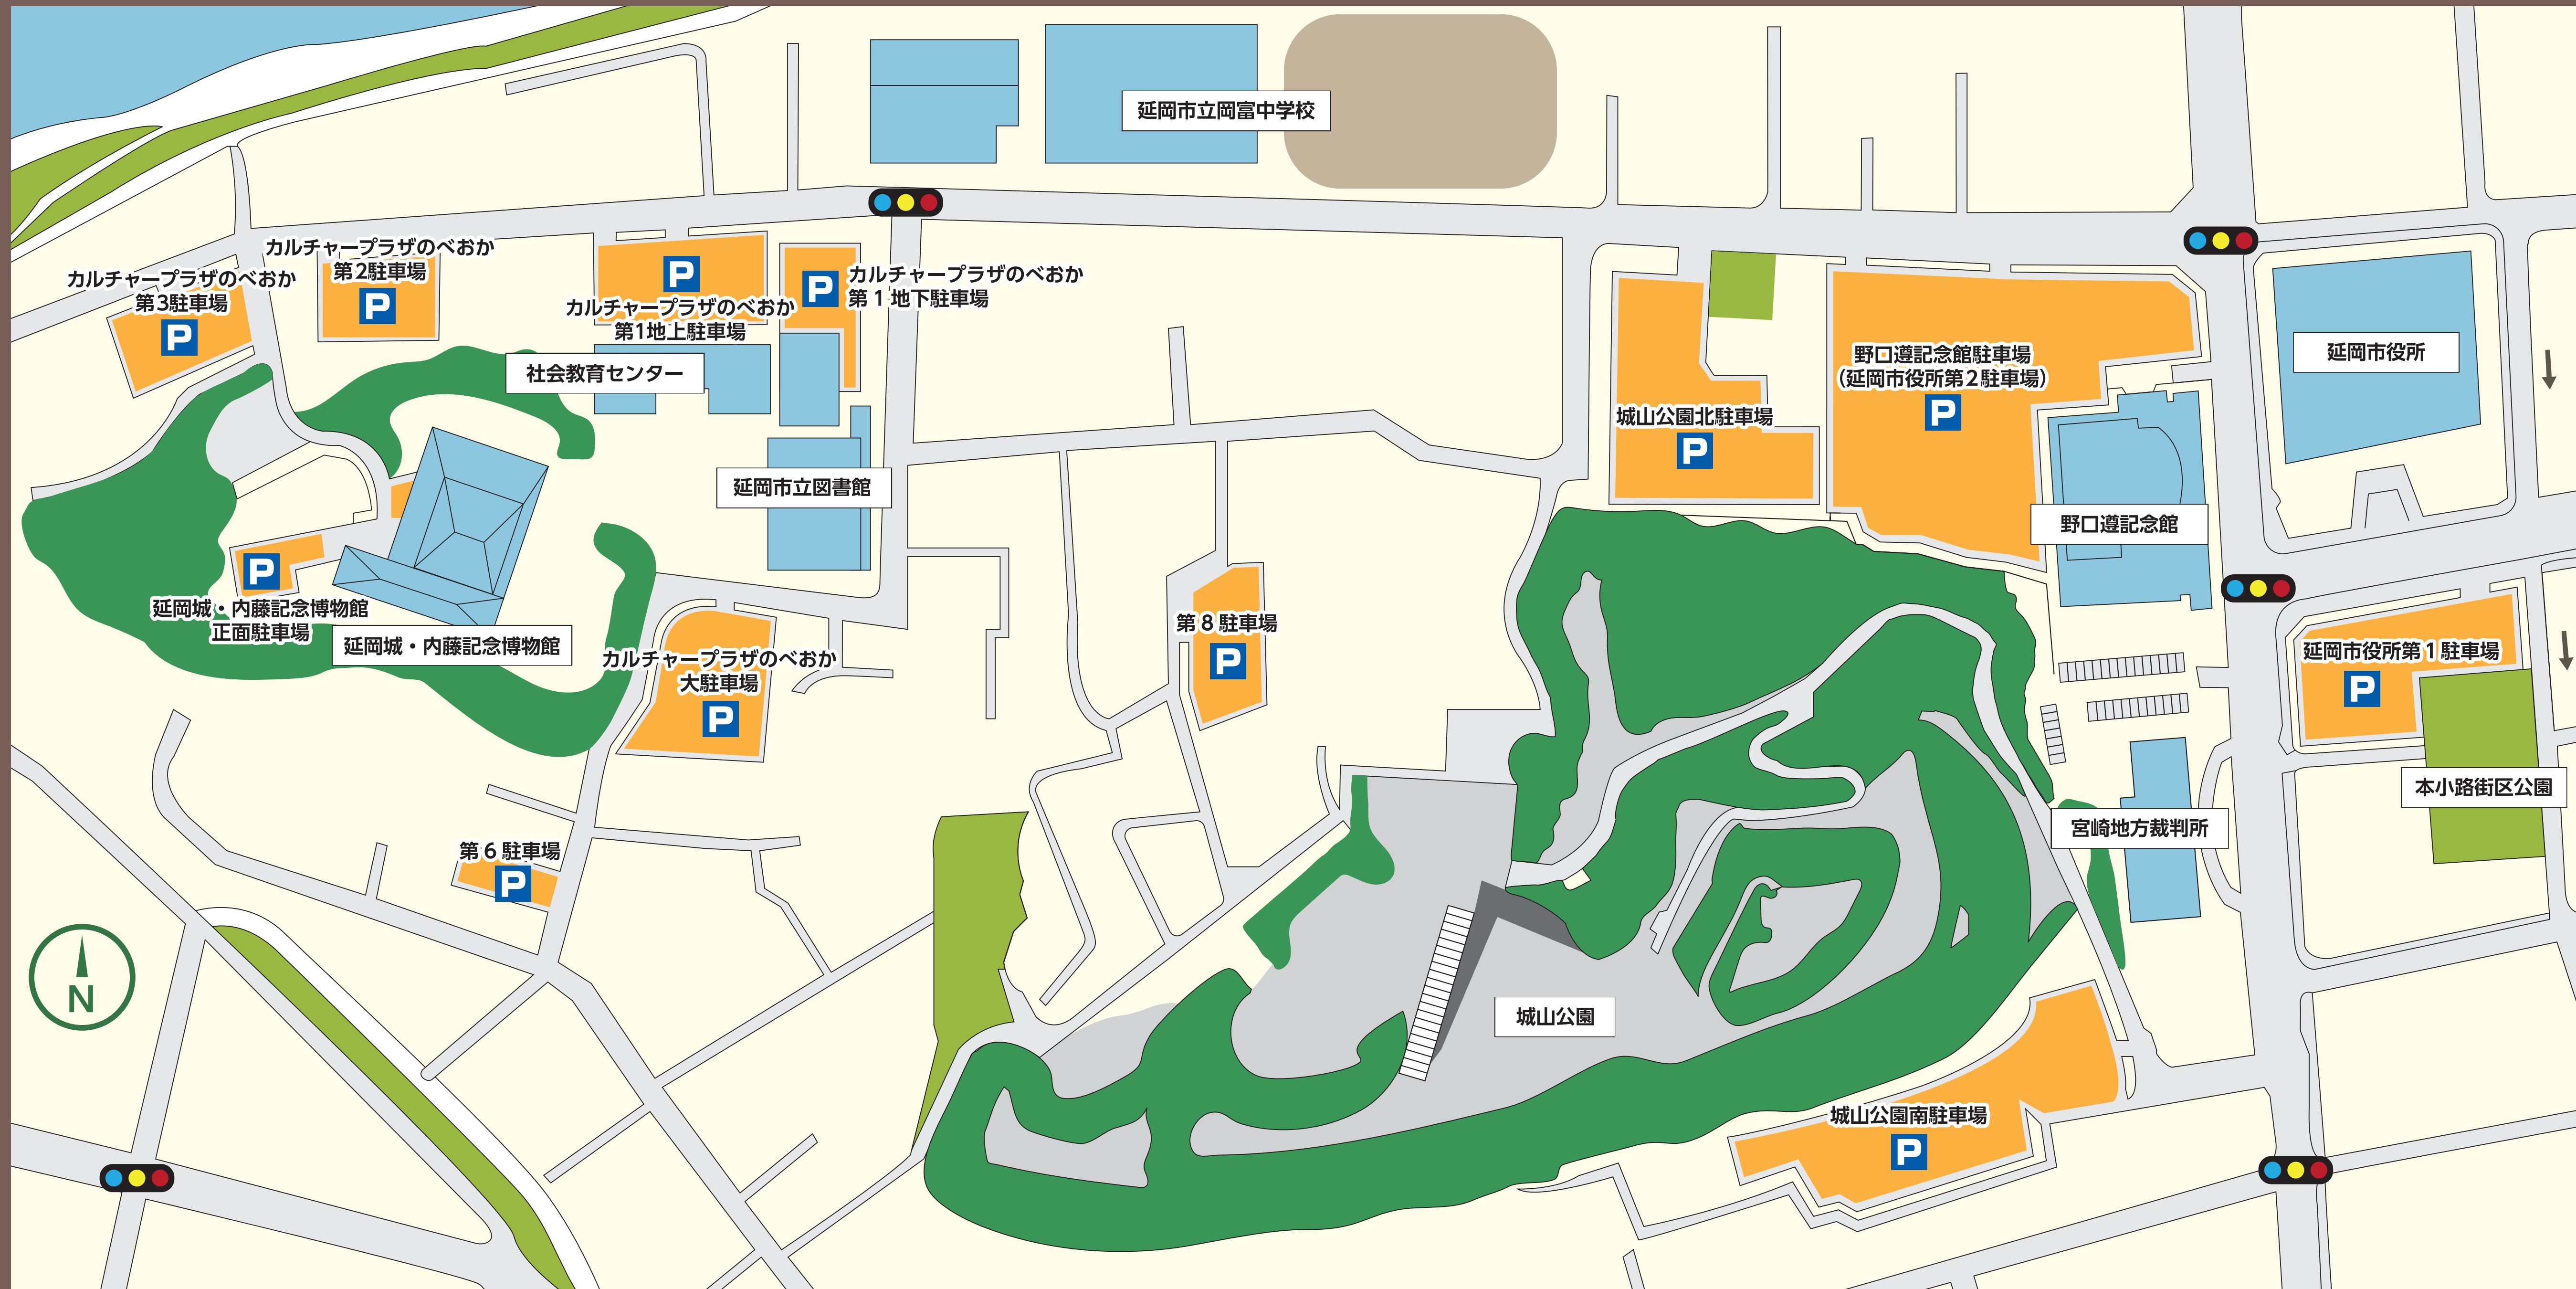 延岡市立岡富中学校
カルチャープラザのべおか
第2駐車場
P
カルチャープラザのべおか
第3駐車場
P
P
カルチャープラザのべおか
第1地上駐車場
P
カルチャープラザのべおか
第1地下駐車場
社会教育センター
延岡市立図書館
野口遵記念館駐車場
(延岡市役所第2駐車場)
P
城山公園北駐車場
P
延岡市役所
野口遵記念館
P
延岡城・内藤記念博物館
正面駐車場
延岡城・内藤記念博物館
カルチャープラザのべおか
大駐車場
P
第8駐車場
P
延岡市役所第1駐車場
P
本小路街区公園
宮崎地方裁判所
第6駐車場
P
N
城山公園
城山公園南駐車場
P